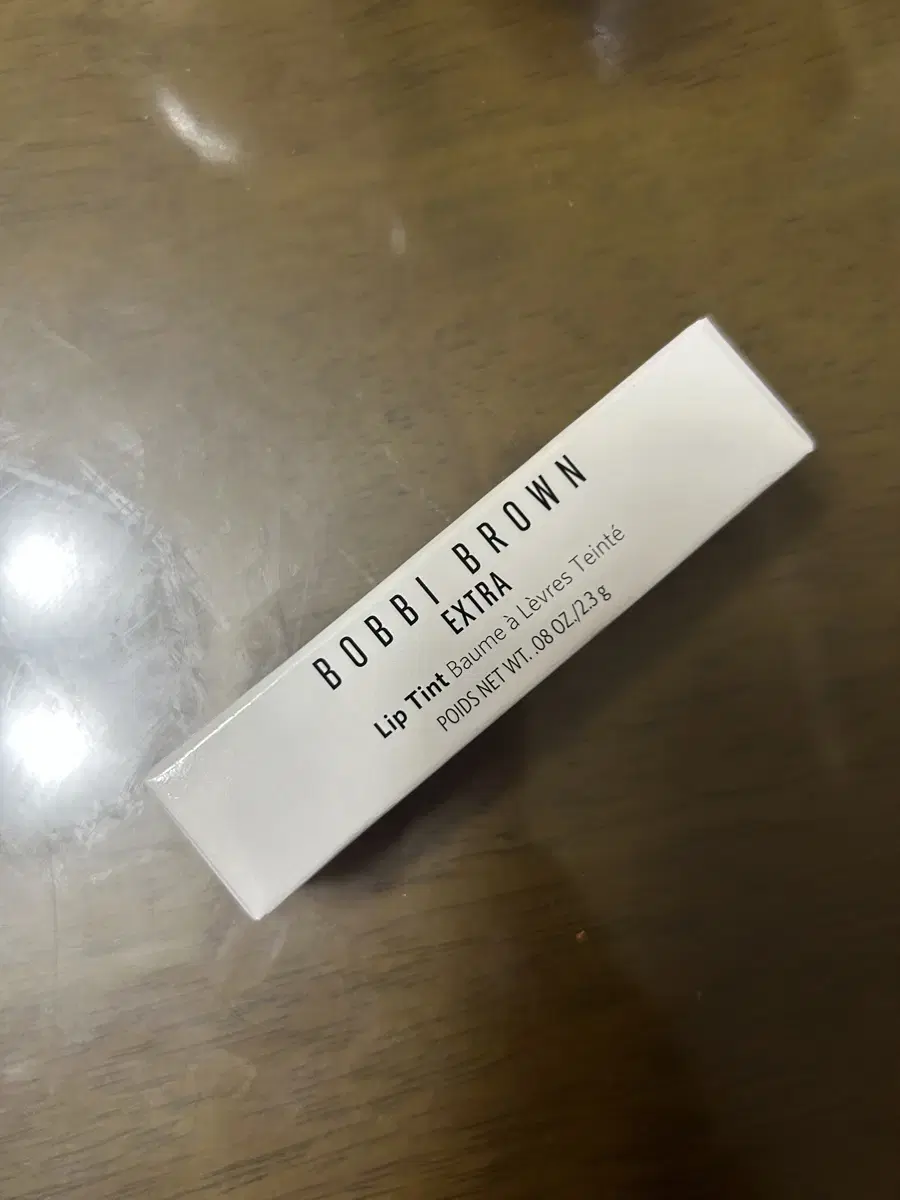 BOBBI BROWN
EXTRA
Lip Tint Baume à Lèvres Teinté
POIDS NET WT. .08 OZ./2.3 g